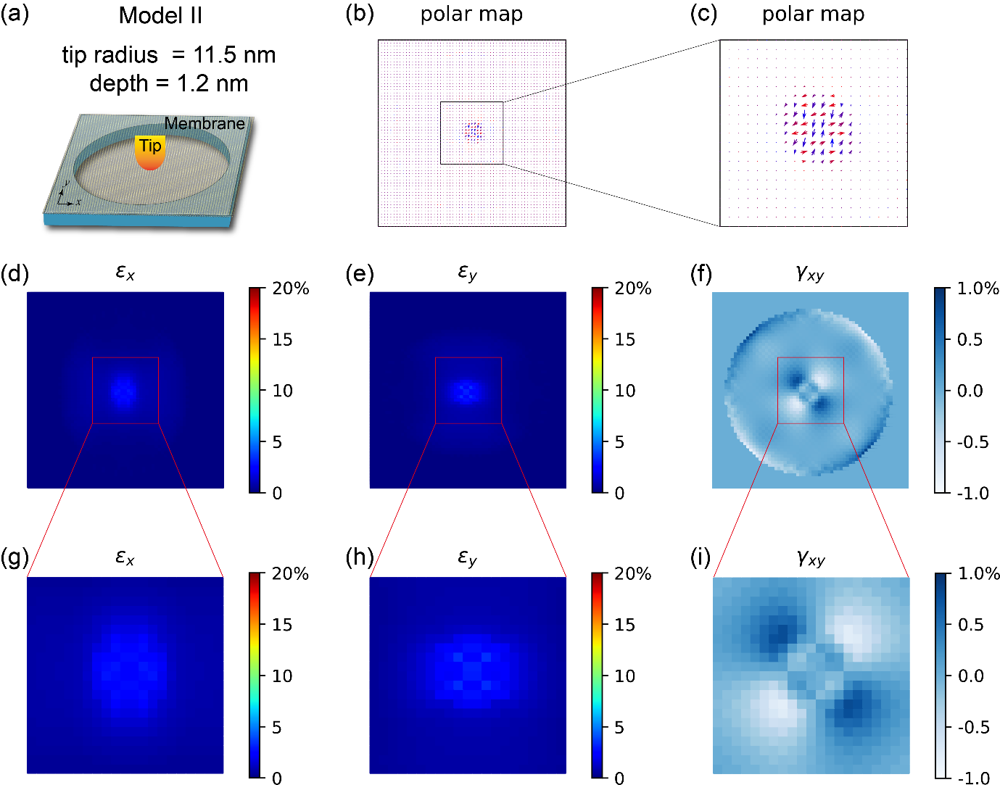 (a) Model II
tip radius = 11.5 nm
depth = 1.2 nm
Membrane
Tip
y
x
(b) polar map
(c) polar map
(d) εx
20%
15
10
5
0
(e) εy
20%
15
10
5
0
(f) γxy
1.0%
0.5
0.0
-0.5
-1.0
(g) εx
20%
15
10
5
0
(h) εy
20%
15
10
5
0
(i) γxy
1.0%
0.5
0.0
-0.5
-1.0